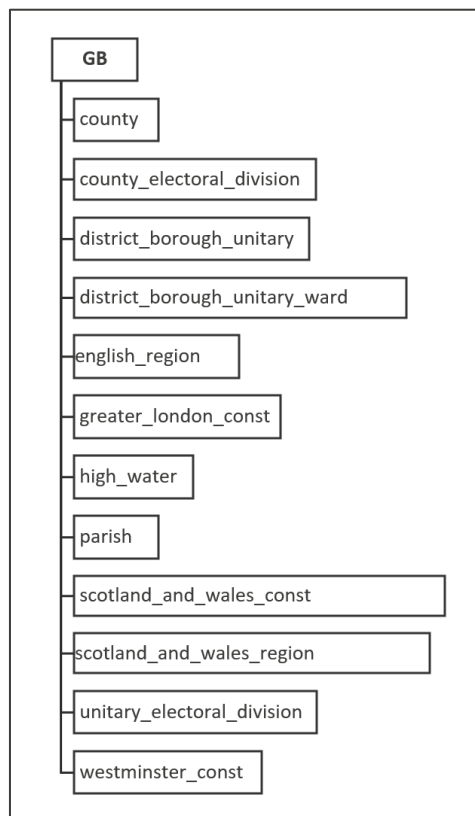 GB
county
county_electoral_division
district_borough_unitary
district_borough_unitary_ward
english_region
greater_london_const
high_water
parish
scotland_and_wales_const
scotland_and_wales_region
unitary_electoral_division
westminster_const